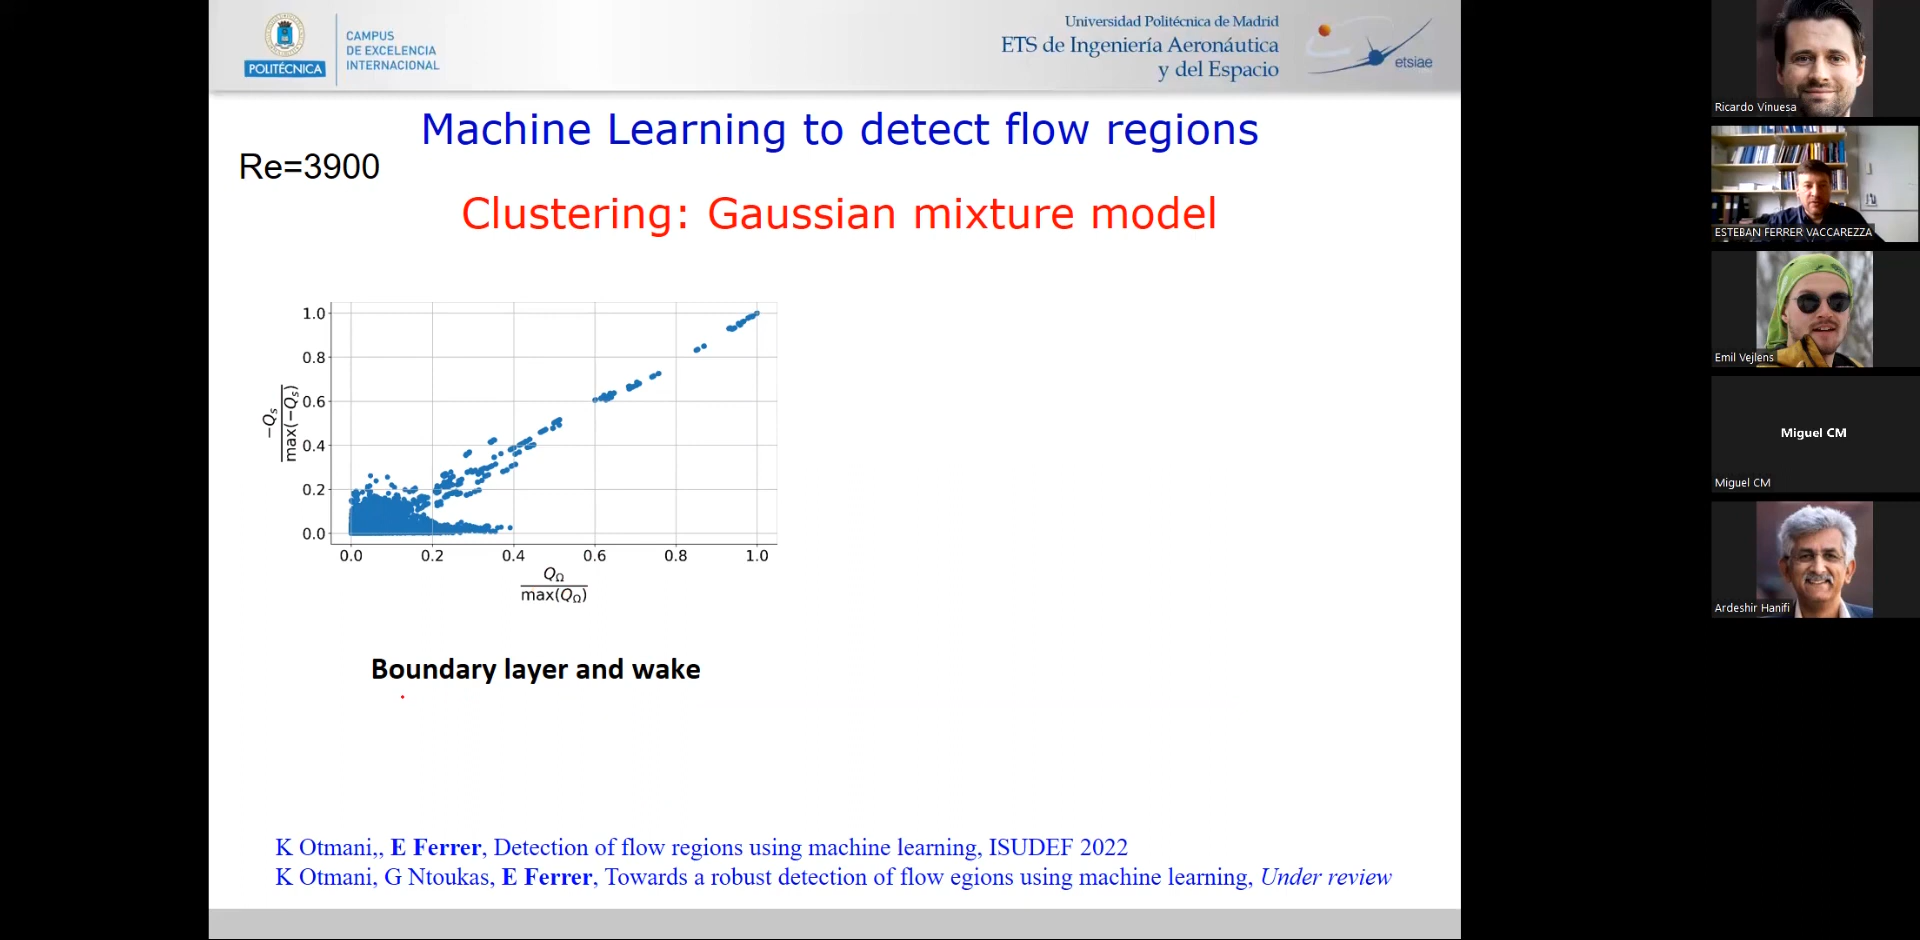 POLITÉCNICA
CAMPUS
DE EXCELENCIA
INTERNACIONAL
Universidad Politécnica de Madrid
ETS de Ingeniería Aeronáutica
y del Espacio
etsiae
Machine Learning to detect flow regions
Re=3900
Clustering: Gaussian mixture model
1.0
0.8
0.6
0.4
0.2
0.0
−Qs
max(−Qs)
0.0 0.2 0.4 0.6 0.8 1.0
QΩ
max(QΩ)
Boundary layer and wake
K Otmani,, E Ferrer, Detection of flow regions using machine learning, ISUDEF 2022
K Otmani, G Ntoukas, E Ferrer, Towards a robust detection of flow egions using machine learning, Under review
Ricardo Vinuesa
ESTEBAN FERRER VACCAREZZA
Emil Vejlens
Miguel CM
Miguel CM
Ardeshir Hanifi